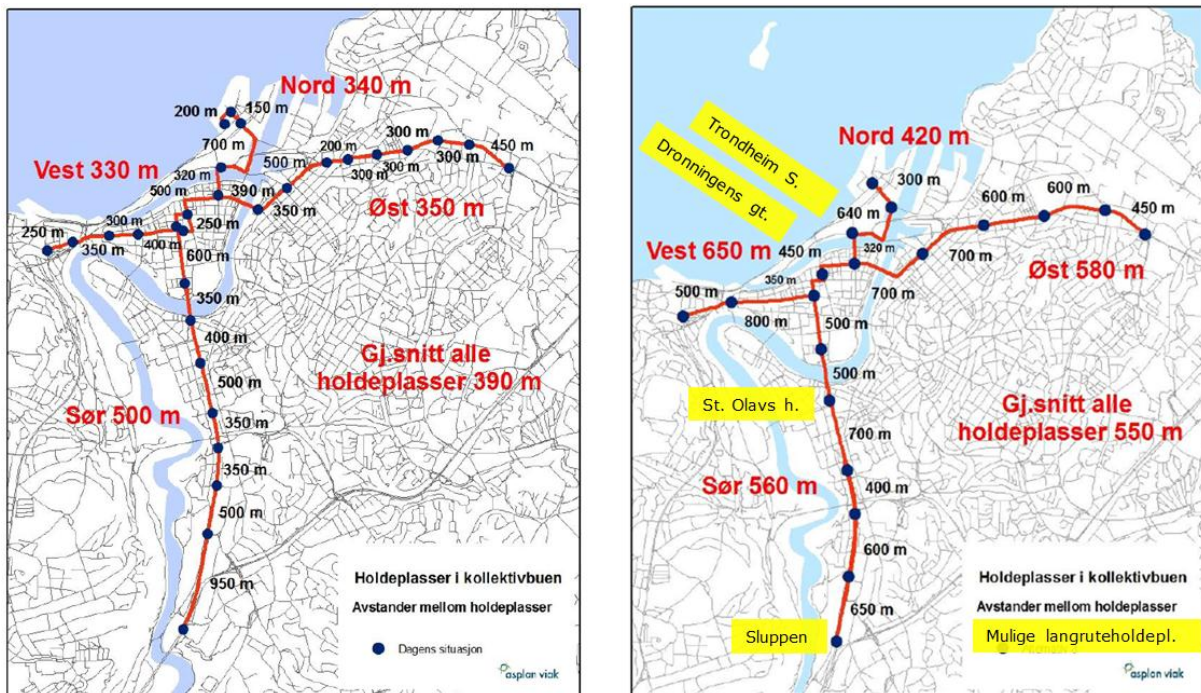 Nord 340 m
200 m
150 m
700 m
Vest 330 m
320 m
500 m
500 m
390 m
200 m
300 m
300 m
300 m
300 m
450 m
350 m
Øst 350 m
250 m
300 m
350 m
400 m
250 m
600 m
350 m
400 m
Gj.snitt alle
holdeplasser 390 m
500 m
Sør 500 m
350 m
350 m
500 m
950 m
Holdeplasser i kollektivbuen
Avstander mellom holdeplasser
Dagens situasjon
asplan viak
Trondheim S.
Dronningens gt.
Nord 420 m
300 m
640 m
600 m
600 m
450 m
Vest 650 m
450 m
320 m
700 m
Øst 580 m
350 m
700 m
500 m
800 m
500 m
500 m
St. Olavs h.
Gj.snitt alle
holdeplasser 550 m
700 m
Sør 560 m
400 m
600 m
650 m
Sluppen
Holdeplasser i kollektivbuen
Avstander mellom holdeplasser
Mulige langruteholdepl.
asplan viak